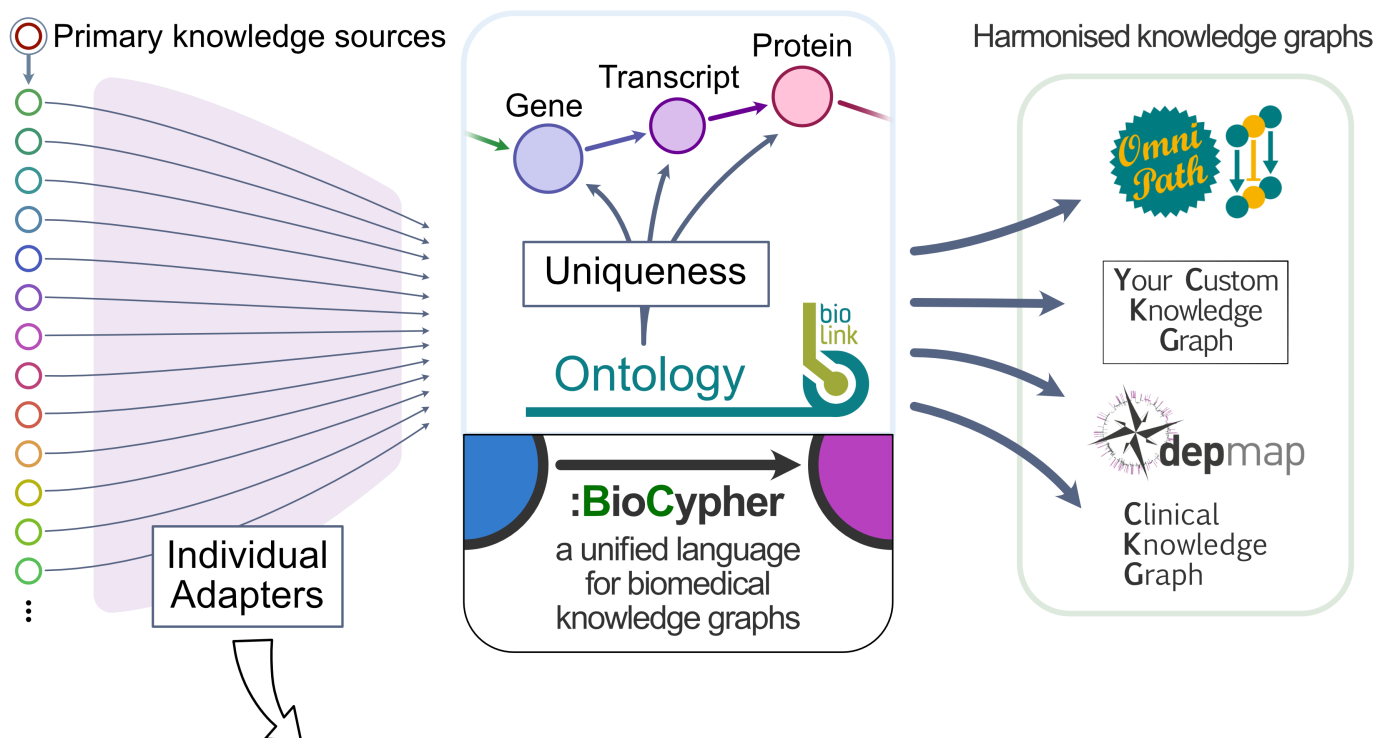 Primary knowledge sources
Individual
Adapters
Gene
Transcript
Protein
Uniqueness
Ontology
bio
link
:BioCypher
a unified language
for biomedical
knowledge graphs
Harmonised knowledge graphs
Omni
Path
Your Custom
Knowledge
Graph
depmap
Clinical
Knowledge
Graph